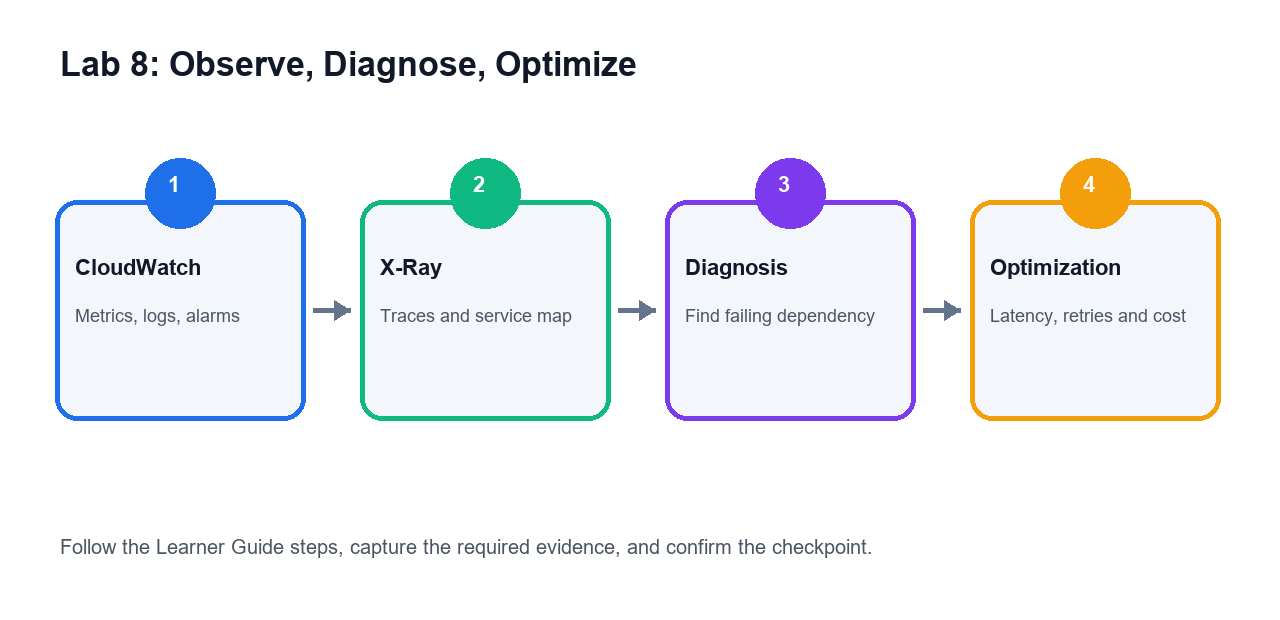 Lab 8: Observe, Diagnose, Optimize
1
2
3
4
CloudWatch
Metrics, logs, alarms
X-Ray
Traces and service map
Diagnosis
Find failing dependency
Optimization
Latency, retries and cost
Follow the Learner Guide steps, capture the required evidence, and confirm the checkpoint.